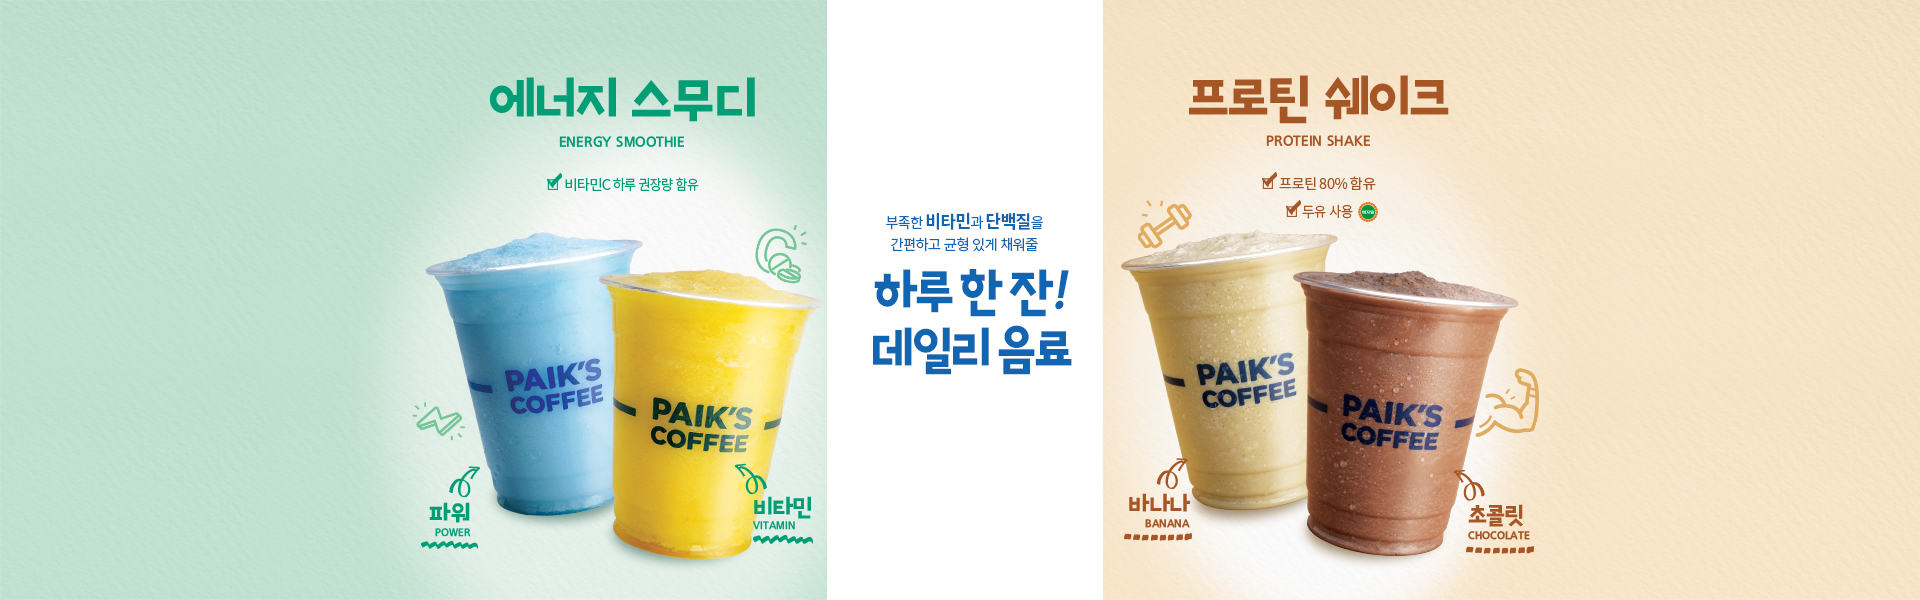 에너지 스무디
ENERGY SMOOTHIE
비타민C 하루 권장량 함유
PAIK'S
COFFEE
PAIK'S
COFFEE
파워
POWER
비타민
VITAMIN
부족한 비타민과 단백질을
간편하고 균형 있게 채워줄
하루 한 잔!
데일리 음료
프로틴 쉐이크
PROTEIN SHAKE
프로틴 80% 함유
두유 사용
PAIK'S
COFFEE
PAIK'S
COFFEE
바나나
BANANA
초콜릿
CHOCOLATE